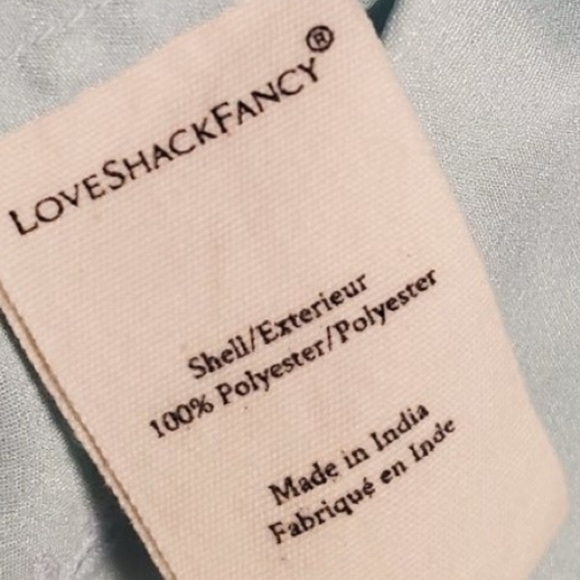 LOVESHACKFANCY®
Shell/Exterieur
100% Polyester/Polyester
Made in India
Fabriqué en Inde